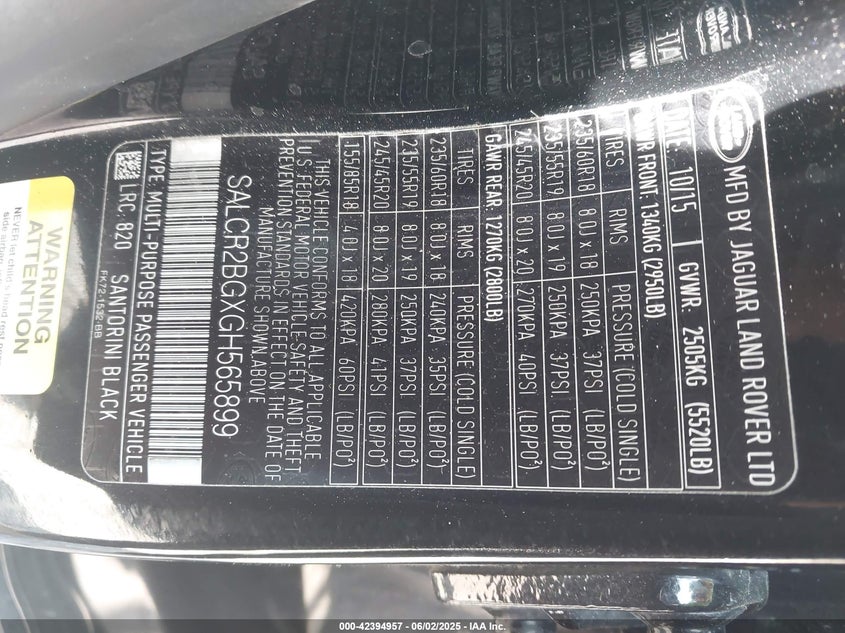 MFD BY JAGUAR LAND ROVER LTD
DATE: 10/15 GVWR: 2505KG (5520LB)
FRONT: 1340KG (2950LB)
TIRES RIMS PRESSURE (COLD SINGLE)
235/60R18 8.0J x 18 250KPA 37PSI (LB/PO²)
235/55R19 8.0J x 19 250KPA 37PSI (LB/PO²)
245/45R20 8.0J x 20 270KPA 40PSI (LB/PO²)
GAWR REAR: 1270KG (2800LB)
TIRES RIMS PRESSURE (COLD SINGLE)
235/60R18 8.0J x 18 240KPA 35PSI (LB/PO²)
235/55R19 8.0J x 19 250KPA 37PSI (LB/PO²)
245/45R20 8.0J x 20 280KPA 41PSI (LB/PO²)
155/85R18 4.0J x 18 420KPA 60PSI (LB/PO²)
THIS VEHICLE CONFORMS TO ALL APPLICABLE
U.S. FEDERAL MOTOR VEHICLE SAFETY AND THEFT
PREVENTION STANDARDS IN EFFECT ON THE DATE OF
MANUFACTURE SHOWN ABOVE
SALCR2BGXGH565899
TYPE: MULTI-PURPOSE PASSENGER VEHICLE
LRC: 820 SANTORINI BLACK
FK72-1532-BB
WARNING
ATTENTION
000-42394957 - 06/02/2025 - IAA Inc.